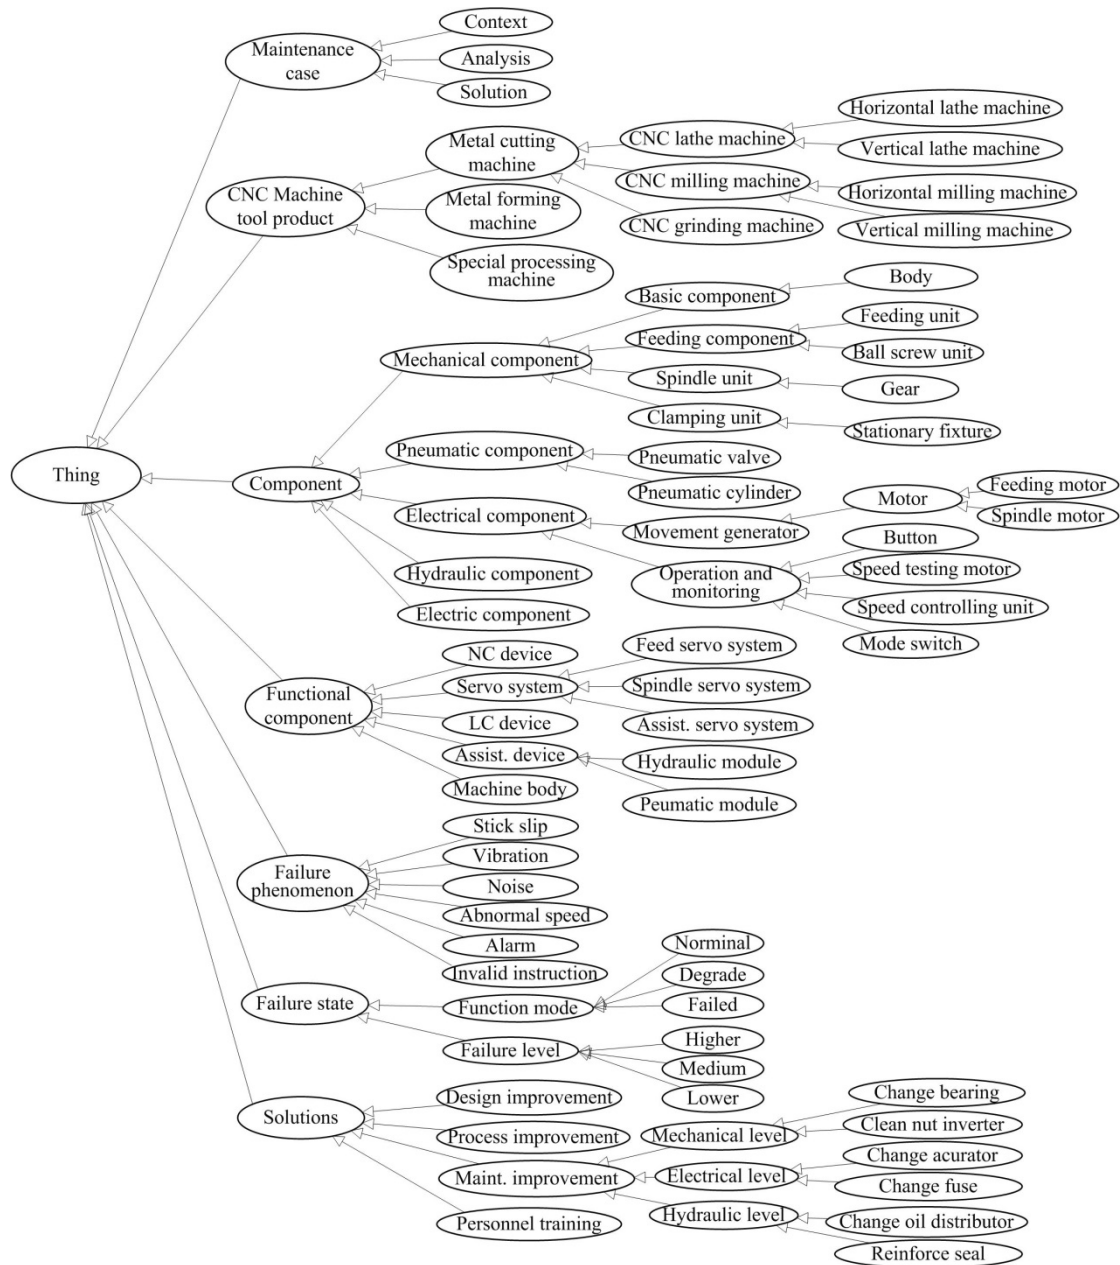 Context
Maintenance
case
Analysis
Solution
Horizontal lathe machine
Metal cutting
machine
CNC lathe machine
Vertical lathe machine
CNC Machine
tool product
CNC milling machine
Horizontal milling machine
Metal forming
machine
CNC grinding machine
Vertical milling machine
Special processing
machine
Body
Basic component
Feeding unit
Mechanical component
Feeding component
Ball screw unit
Spindle unit
Gear
Clamping unit
Stationary fixture
Thing
Component
Pneumatic component
Pneumatic valve
Pneumatic cylinder
Motor
Feeding motor
Spindle motor
Electrical component
Movement generator
Button
Hydraulic component
Operation and
monitoring
Speed testing motor
Speed controlling unit
Electric component
Mode switch
NC device
Feed servo system
Functional
component
Servo system
Spindle servo system
LC device
Assist. servo system
Assist. device
Hydraulic module
Machine body
Peumatic module
Stick slip
Failure
phenomenon
Vibration
Noise
Abnormal speed
Alarm
Invalid instruction
Norminal
Degrade
Failure state
Function mode
Failed
Failure level
Higher
Medium
Lower
Solutions
Design improvement
Change bearing
Process improvement
Mechanical level
Clean nut inverter
Maint. improvement
Electrical level
Change acurator
Change fuse
Personnel training
Hydraulic level
Change oil distributor
Reinforce seal